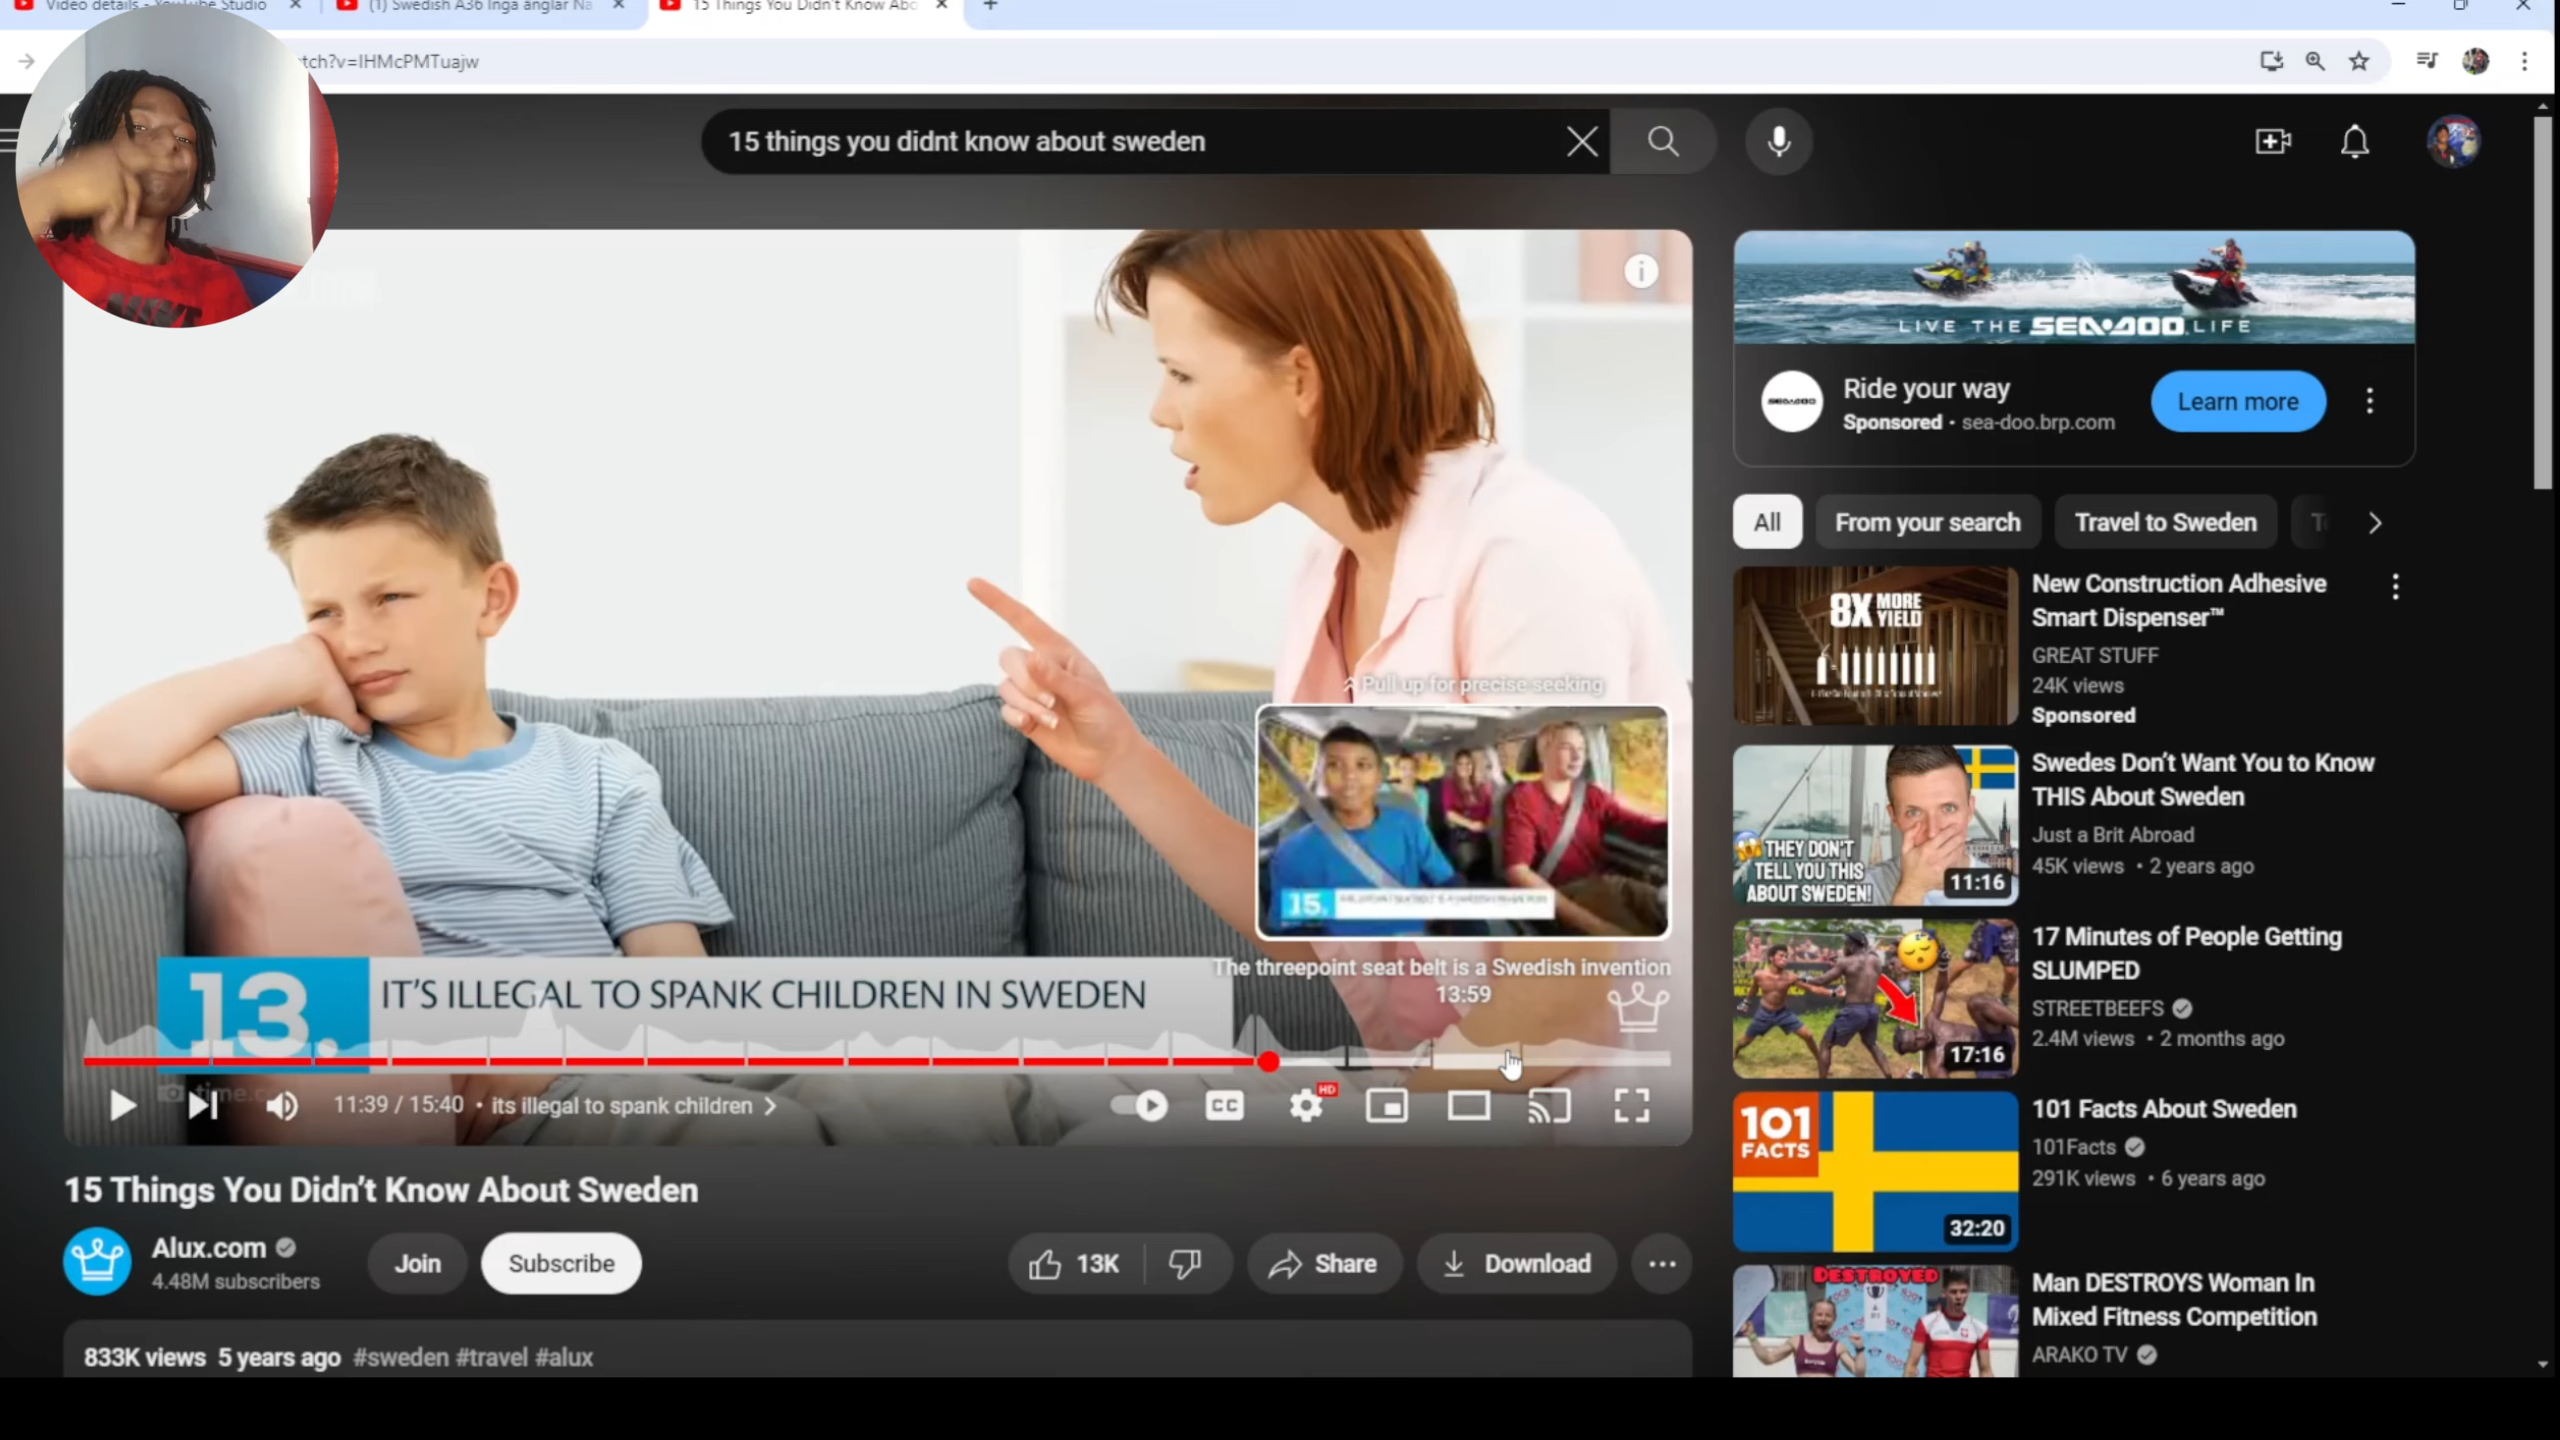 Video details - YouTube Studio
(1) Swedish A36 Inga änglar Na
15 Things You Didn't Know Abo
tch?v=IHMcPMTuajw
15 things you didnt know about sweden
LIVE THE SEA-DOO LIFE
Ride your way
Sponsored • sea-doo.brp.com
Learn more
All
From your search
Travel to Sweden
8X MORE YIELD
New Construction Adhesive
Smart Dispenser™
GREAT STUFF
24K views
Sponsored
THEY DON'T
TELL YOU THIS
ABOUT SWEDEN!
11:16
Swedes Don't Want You to Know
THIS About Sweden
Just a Brit Abroad
45K views • 2 years ago
17:16
17 Minutes of People Getting
SLUMPED
STREETBEEFS
2.4M views • 2 months ago
101
FACTS
32:20
101 Facts About Sweden
101Facts
291K views • 6 years ago
DESTROYED
Man DESTROYS Woman In
Mixed Fitness Competition
ARAKO TV
Pull up for precise seeking
15.
The threepoint seat belt is a Swedish invention
13:59
13. IT'S ILLEGAL TO SPANK CHILDREN IN SWEDEN
time.c
11:39 / 15:40 • its illegal to spank children
CC
HD
15 Things You Didn't Know About Sweden
Alux.com
4.48M subscribers
Join
Subscribe
13K
Share
Download
833K views 5 years ago #sweden #travel #alux